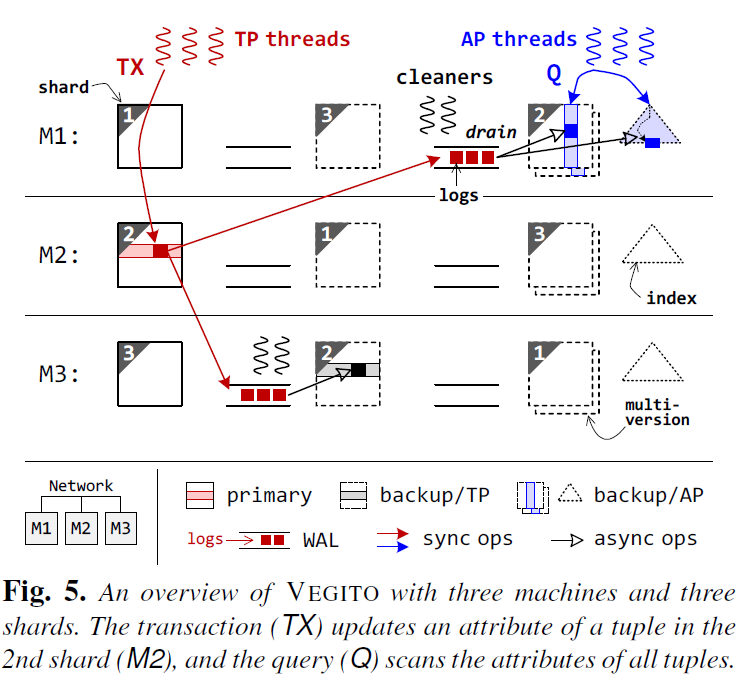 TP threads
AP threads
TX
Q
cleaners
shard
drain
M1:
1
3
2
logs
M2:
2
1
3
index
M3:
3
2
1
multi-
version
Network
M1 M2 M3
primary
backup/TP
backup/AP
logs
WAL
sync ops
async ops
Fig. 5. An overview of VEGITO with three machines and three
shards. The transaction (TX) updates an attribute of a tuple in the
2nd shard (M2), and the query (Q) scans the attributes of all tuples.